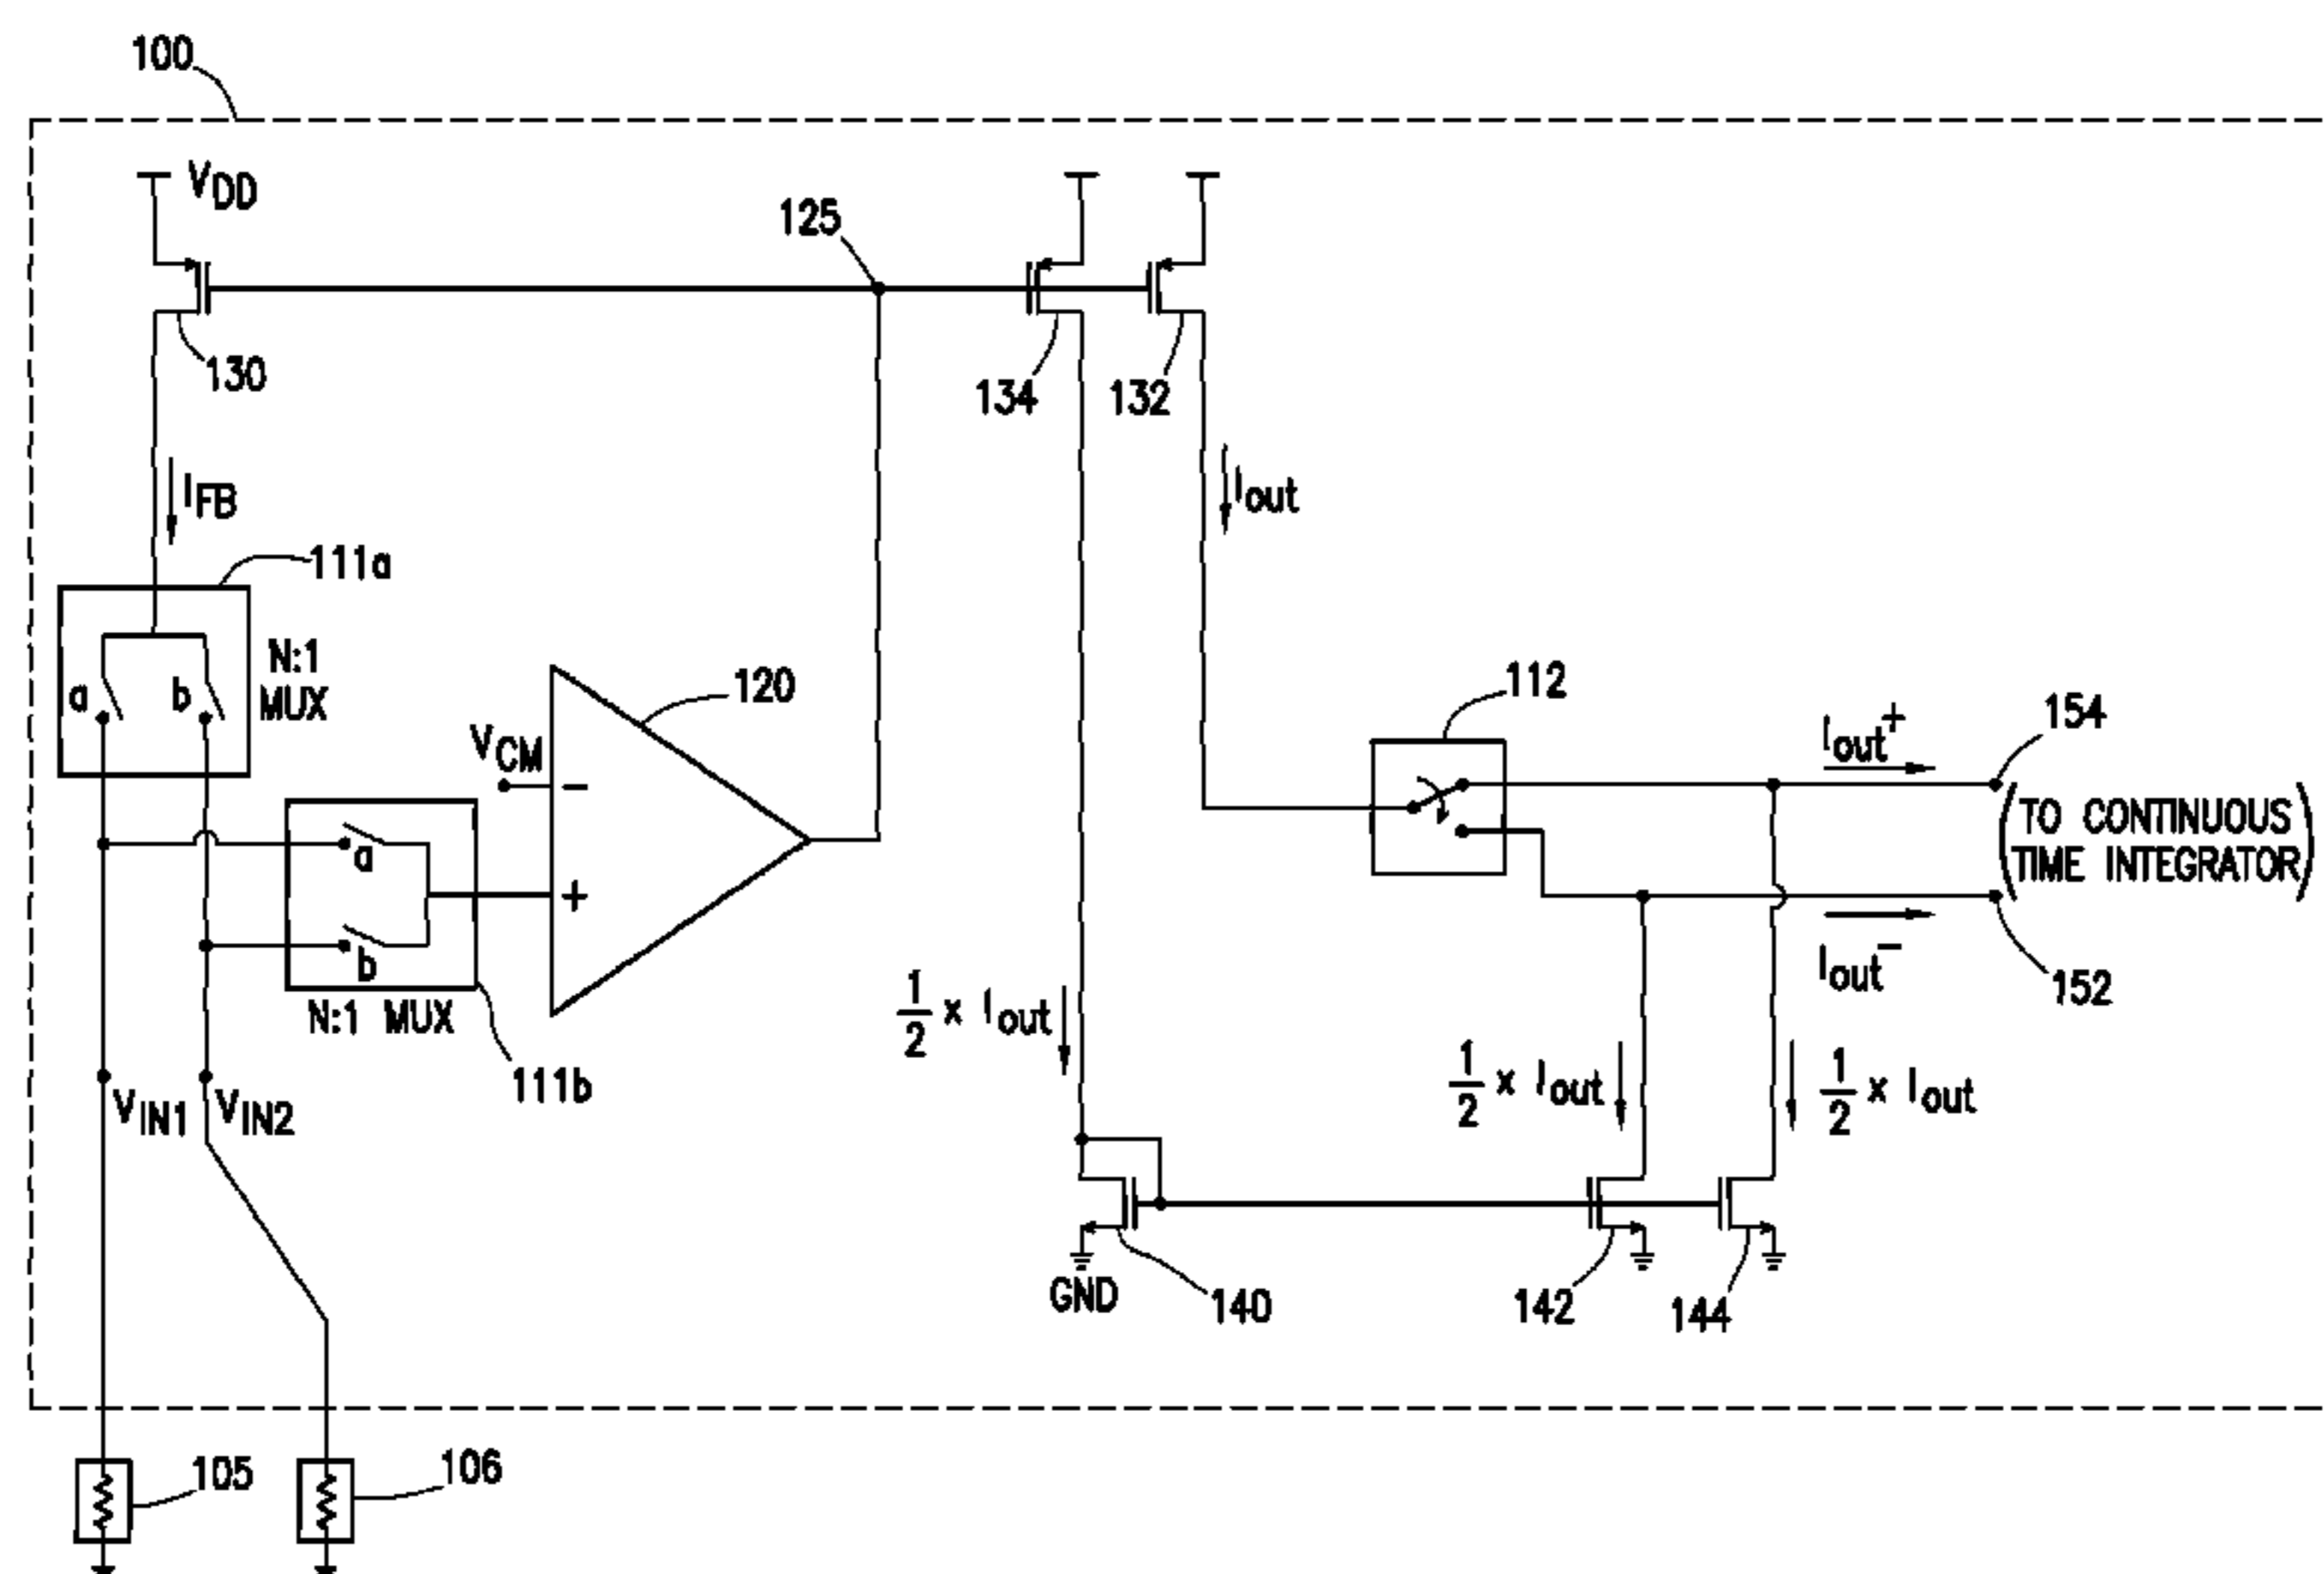 100
VDD
125
130
134
132
IFB
Iout
111a
N:1
MUX
a
b
120
112
VCM
−
Iout+
154
(TO CONTINUOUS
TIME INTEGRATOR)
a
+
b
Iout−
152
N:1 MUX
1/2 x Iout
111b
1/2 x Iout
1/2 x Iout
VIN1
VIN2
GND
140
142
144
105
106